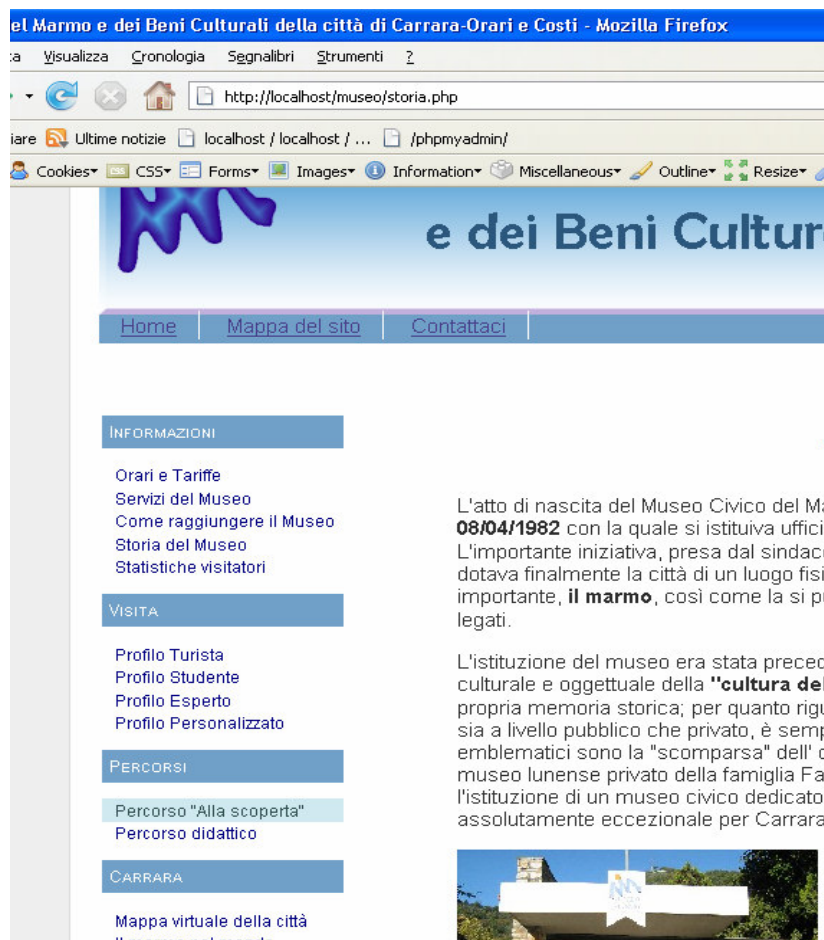 el Marmo e dei Beni Culturali della città di Carrara-Orari e Costi - Mozilla Firefox
Visualizza Cronologia Segnalibri Strumenti ?
http://localhost/museo/storia.php
Ultime notizie localhost / localhost / ... /phpmyadmin/
Cookies CSS Forms Images Information Miscellaneous Outline Resize
e dei Beni Cultur
Home Mappa del sito Contattaci
INFORMAZIONI
Orari e Tariffe
Servizi del Museo
Come raggiungere il Museo
Storia del Museo
Statistiche visitatori
VISITA
Profilo Turista
Profilo Studente
Profilo Esperto
Profilo Personalizzato
PERCORSI
Percorso "Alla scoperta"
Percorso didattico
CARRARA
Mappa virtuale della città
L'atto di nascita del Museo Civico del Ma
08/04/1982 con la quale si istituiva uffici
L'importante iniziativa, presa dal sindac
dotava finalmente la città di un luogo fisi
importante, il marmo, così come la si p
legati.
L'istituzione del museo era stata preced
culturale e oggettuale della "cultura del
propria memoria storica; per quanto rigu
sia a livello pubblico che privato, è semp
emblematici sono la "scomparsa" dell'
museo lunense privato della famiglia Fa
l'istituzione di un museo civico dedicato
assolutamente eccezionale per Carrara